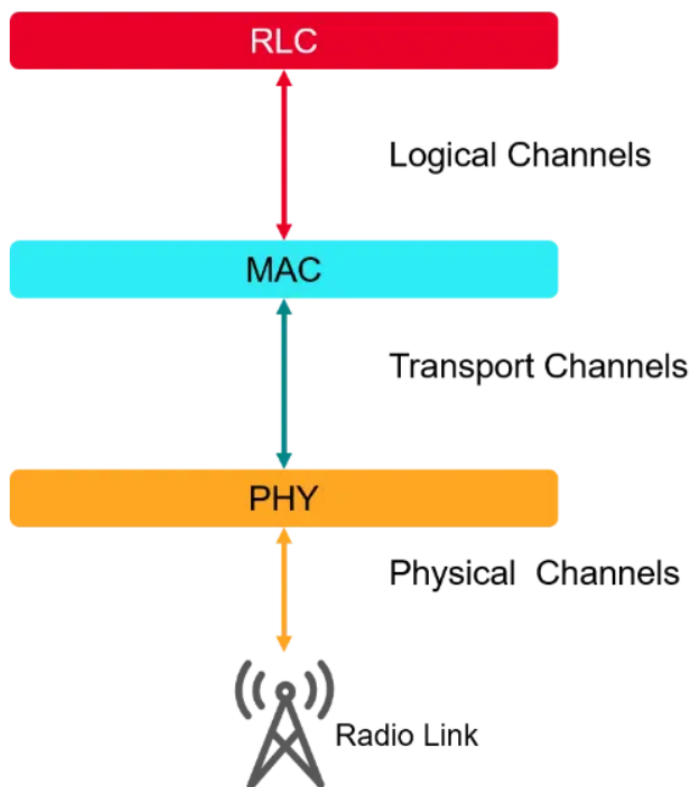 RLC
Logical Channels
MAC
Transport Channels
PHY
Physical Channels
Radio Link